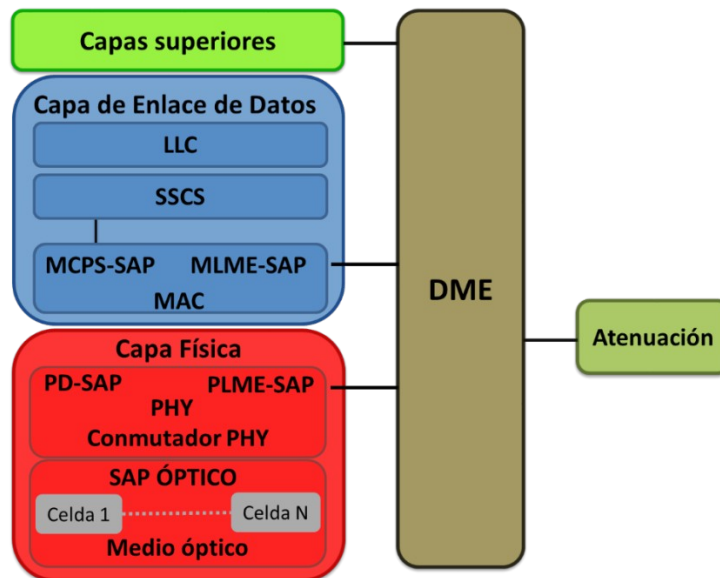 Capas superiores
Capa de Enlace de Datos
LLC
SSCS
MCPS-SAP MLME-SAP
MAC
Capa Física
PD-SAP PLME-SAP
PHY
Conmutador PHY
SAP ÓPTICO
Celda 1 Celda N
Medio óptico
DME
Atenuación